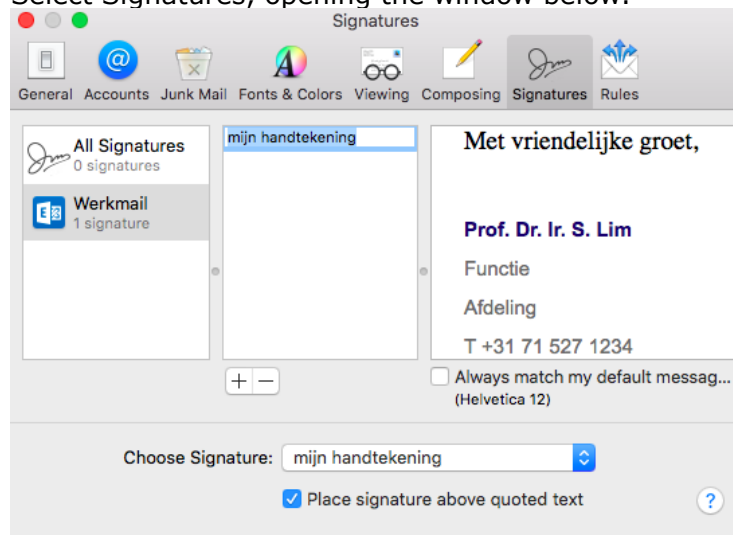 Select Signatures, opening the window below.
Signatures
General Accounts Junk Mail Fonts & Colors Viewing Composing Signatures Rules
All Signatures
0 signatures
Werkmail
1 signature
mijn handtekening
Met vriendelijke groet,
Prof. Dr. Ir. S. Lim
Functie
Afdeling
T +31 71 527 1234
+ −
Always match my default messag...
(Helvetica 12)
Choose Signature: mijn handtekening
Place signature above quoted text
?